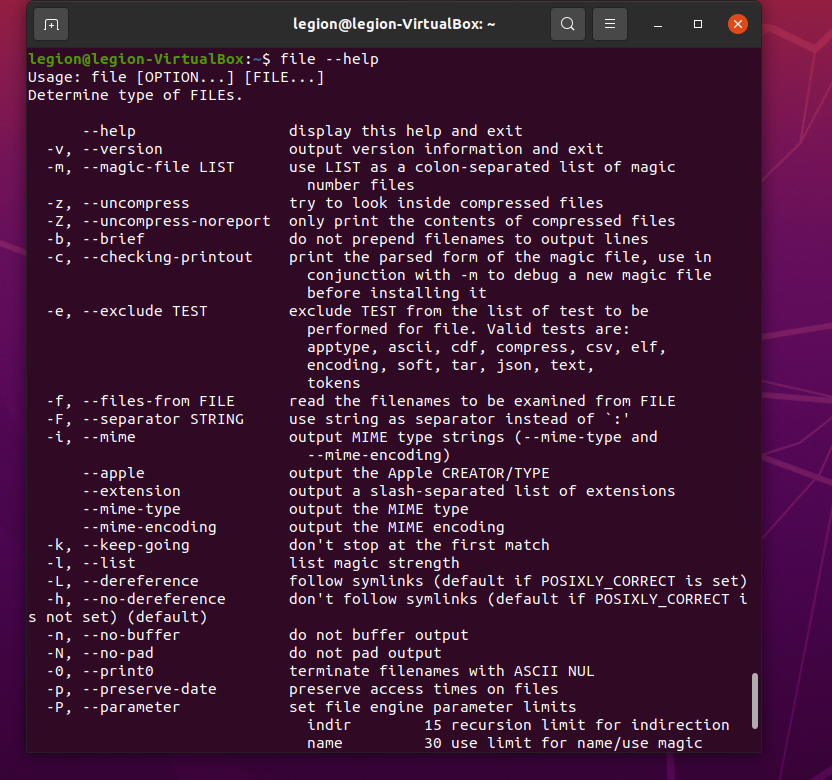 legion@legion-VirtualBox: ~
legion@legion-VirtualBox:~$ file --help
Usage: file [OPTION...] [FILE...]
Determine type of FILEs.

      --help                 display this help and exit
  -v, --version              output version information and exit
  -m, --magic-file LIST      use LIST as a colon-separated list of magic
                               number files
  -z, --uncompress           try to look inside compressed files
  -Z, --uncompress-noreport  only print the contents of compressed files
  -b, --brief                do not prepend filenames to output lines
  -c, --checking-printout    print the parsed form of the magic file, use in
                               conjunction with -m to debug a new magic file
                               before installing it
  -e, --exclude TEST         exclude TEST from the list of test to be
                               performed for file. Valid tests are:
                               apptype, ascii, cdf, compress, csv, elf,
                               encoding, soft, tar, json, text,
                               tokens
  -f, --files-from FILE      read the filenames to be examined from FILE
  -F, --separator STRING     use string as separator instead of `:'
  -i, --mime                 output MIME type strings (--mime-type and
                               --mime-encoding)
      --apple                output the Apple CREATOR/TYPE
      --extension            output a slash-separated list of extensions
      --mime-type            output the MIME type
      --mime-encoding        output the MIME encoding
  -k, --keep-going           don't stop at the first match
  -l, --list                 list magic strength
  -L, --dereference          follow symlinks (default if POSIXLY_CORRECT is set)
  -h, --no-dereference       don't follow symlinks (default if POSIXLY_CORRECT i
s not set) (default)
  -n, --no-buffer            do not buffer output
  -N, --no-pad               do not pad output
  -0, --print0               terminate filenames with ASCII NUL
  -p, --preserve-date        preserve access times on files
  -P, --parameter            set file engine parameter limits
                               indir        15 recursion limit for indirection
                               name         30 use limit for name/use magic